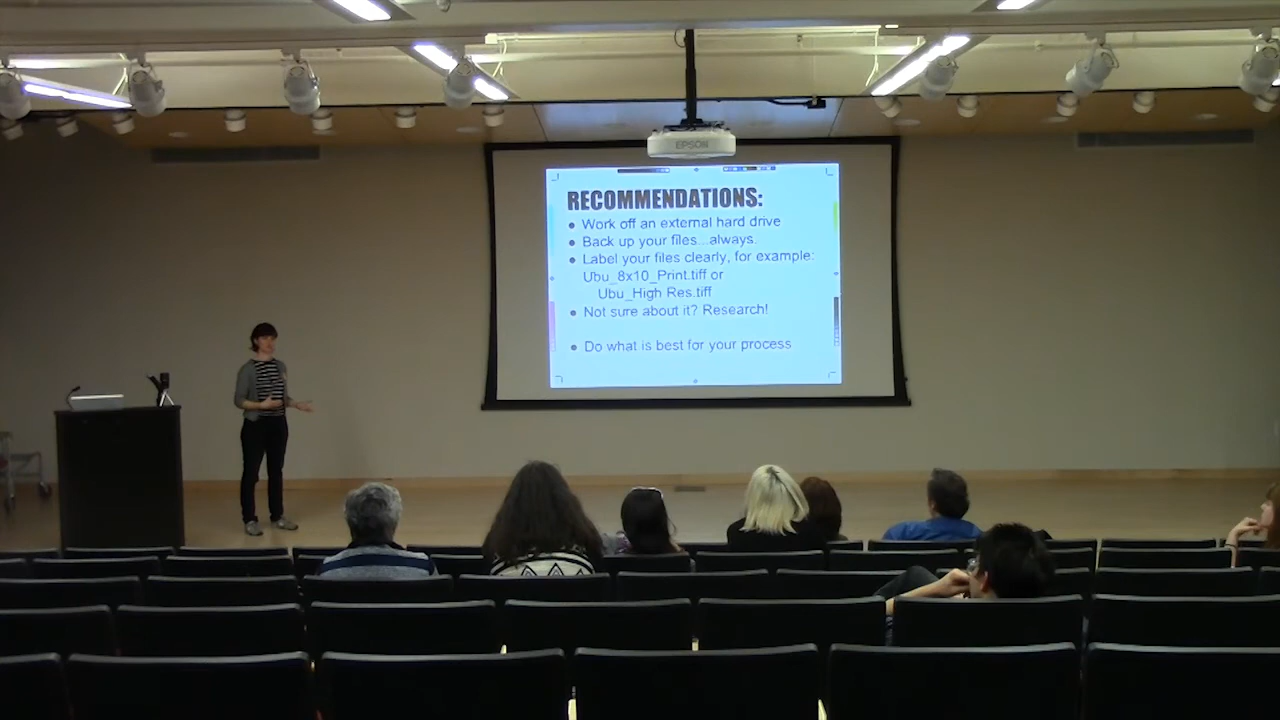 EPSON
RECOMMENDATIONS:
● Work off an external hard drive
● Back up your files...always.
● Label your files clearly, for example:
Ubu_8x10_Print.tiff or
Ubu_High Res.tiff
● Not sure about it? Research!
● Do what is best for your process